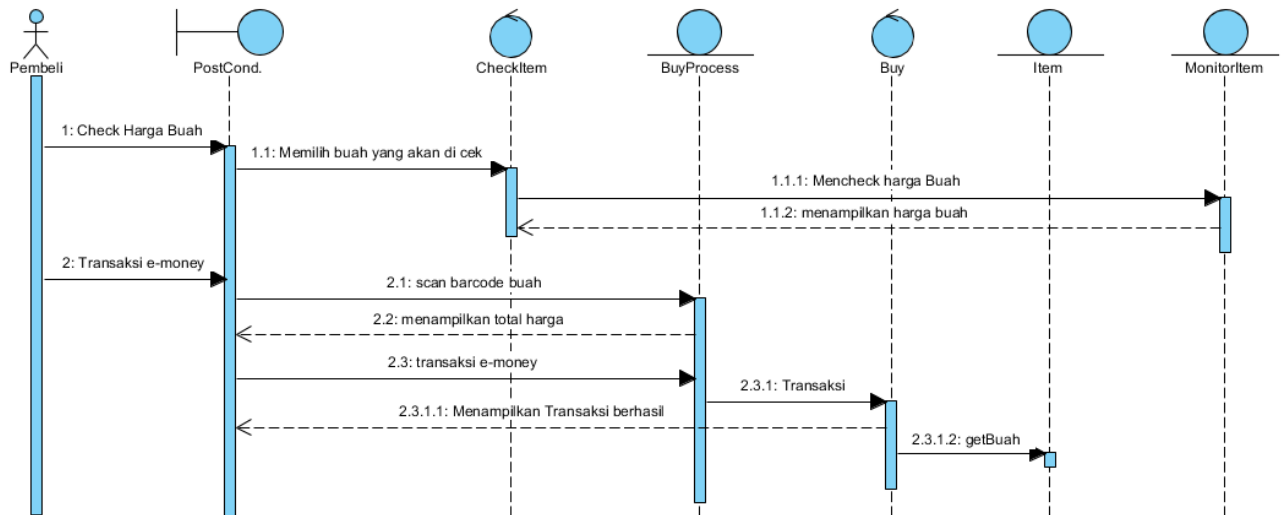 Pembeli
PostCond.
CheckItem
BuyProcess
Buy
Item
MonitorItem
1: Check Harga Buah
1.1: Memilih buah yang akan di cek
1.1.1: Mencheck harga Buah
1.1.2: menampilkan harga buah
2: Transaksi e-money
2.1: scan barcode buah
2.2: menampilkan total harga
2.3: transaksi e-money
2.3.1: Transaksi
2.3.1.1: Menampilkan Transaksi berhasil
2.3.1.2: getBuah